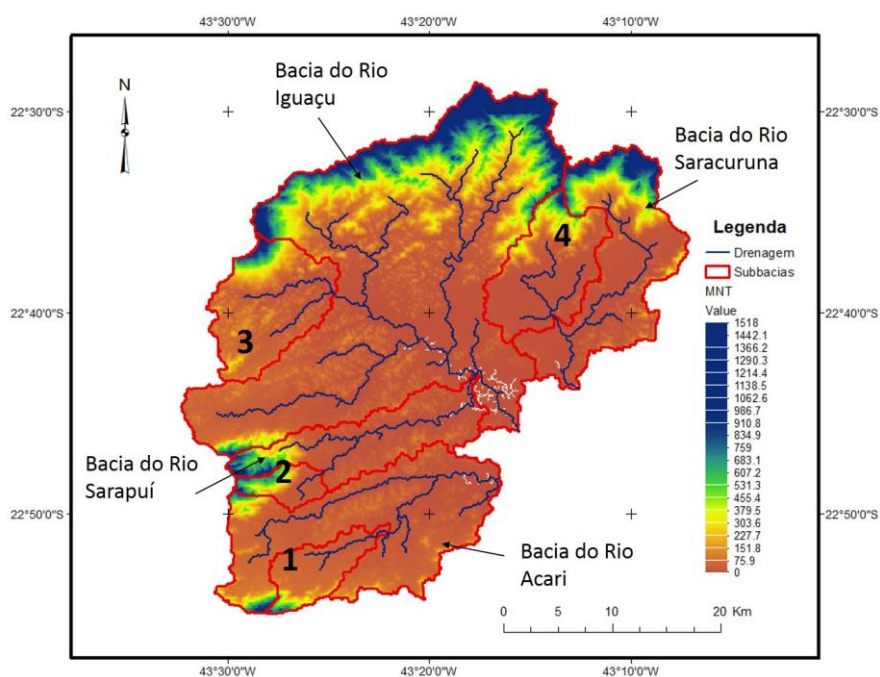 43°30'0"W 43°20'0"W 43°10'0"W
N
22°30'0"S
22°40'0"S
22°50'0"S
Bacia do Rio
Iguaçu
Bacia do Rio
Saracuruna
4
3
Bacia do Rio
Sarapuí
2
1
Bacia do Rio
Acari
Legenda
Drenagem
Subbacias
MNT
Value
1518
1442.1
1366.2
1290.3
1214.4
1138.5
1062.6
986.7
910.8
834.9
759
683.1
607.2
531.3
455.4
379.5
303.6
227.7
151.8
75.9
0
0 5 10 20 Km
22°30'0"S
22°40'0"S
22°50'0"S
43°30'0"W 43°20'0"W 43°10'0"W